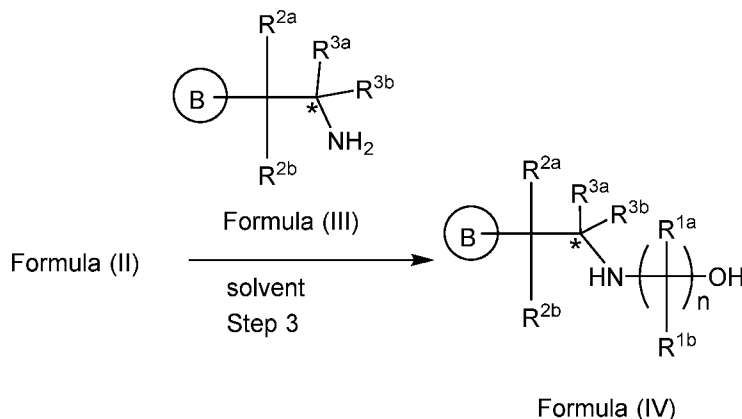 R2a
R3a
B
R3b
*
NH2
R2b
Formula (III)
Formula (II)
solvent
Step 3
R2a
R3a
R3b
B
*
R1a
HN
OH
n
R2b
R1b
Formula (IV)